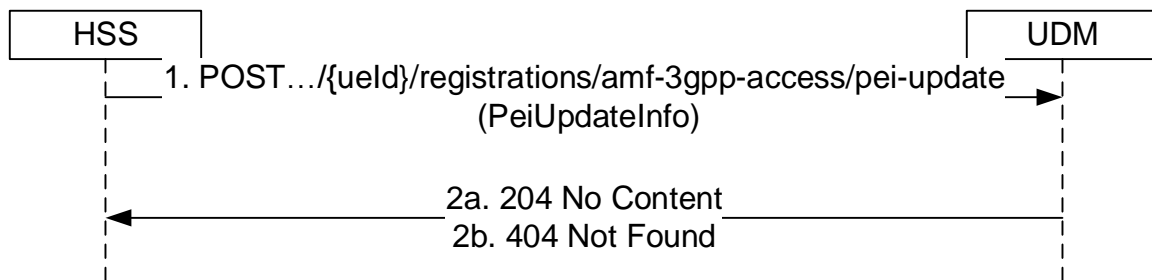 HSS
UDM
1. POST…/{ueId}/registrations/amf-3gpp-access/pei-update
(PeiUpdateInfo)
2a. 204 No Content
2b. 404 Not Found